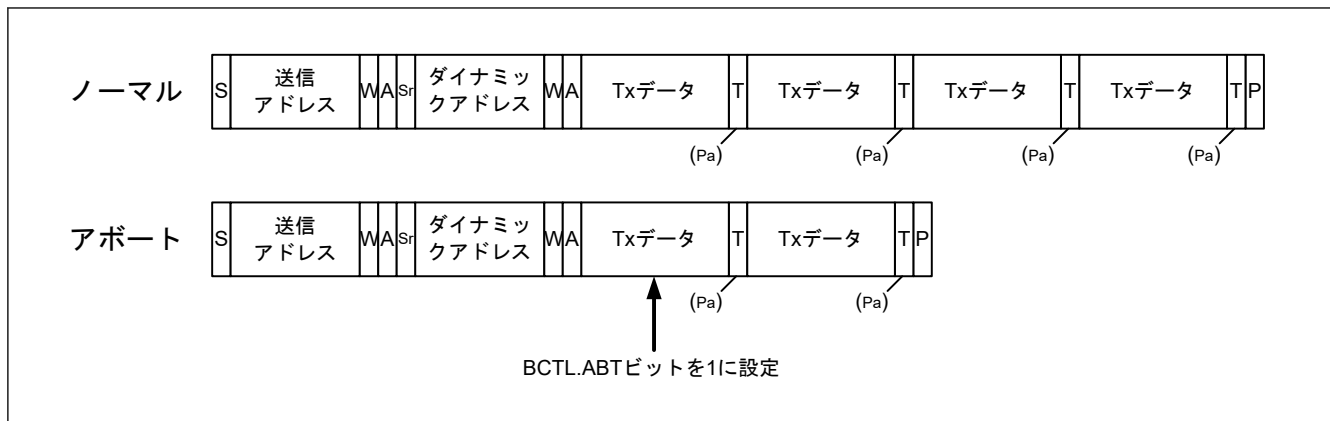 ノーマル S 送信アドレス W A Sr ダイナミックアドレス W A Txデータ T Txデータ T Txデータ T Txデータ T P
(Pa) (Pa) (Pa) (Pa)
アボート S 送信アドレス W A Sr ダイナミックアドレス W A Txデータ T Txデータ T P
(Pa) (Pa)
BCTL.ABTビットを1に設定